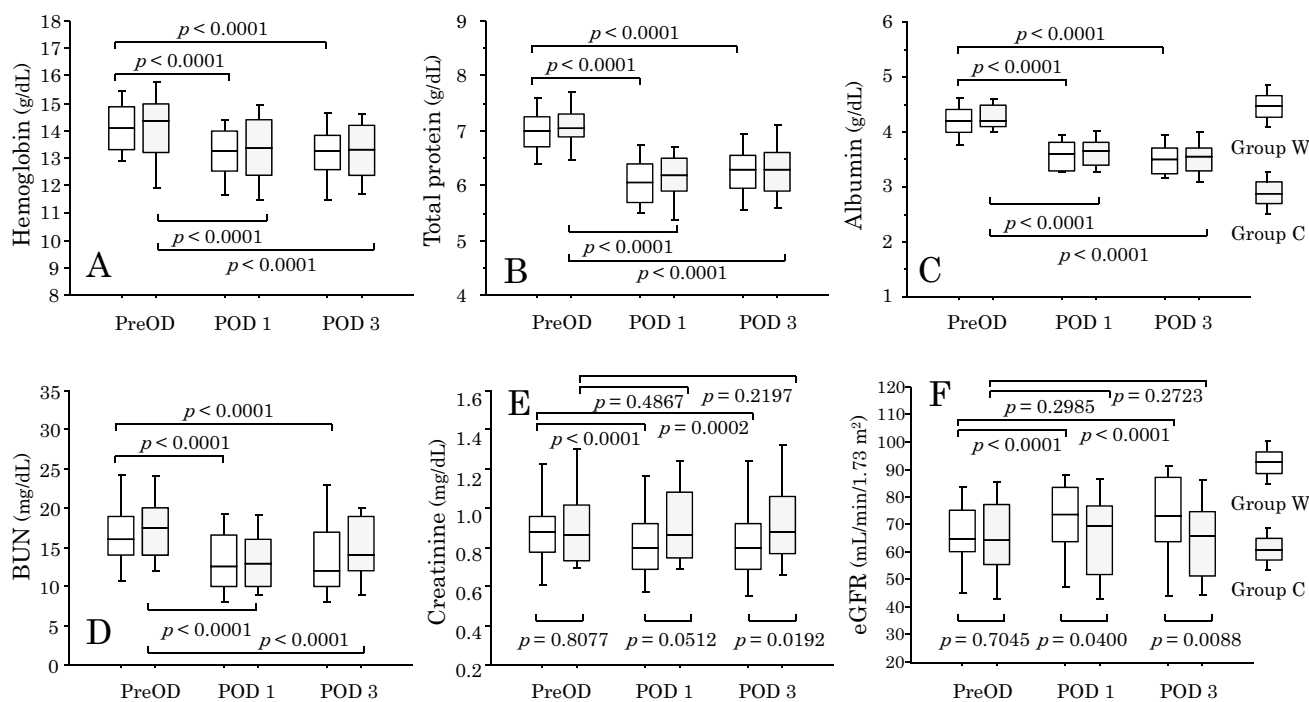 Hemoglobin (g/dL)
18
17
16
15
14
13
12
11
10
9
8
p < 0.0001
p < 0.0001
p < 0.0001
p < 0.0001
A
PreOD POD 1 POD 3
Total protein (g/dL)
9
8
7
6
5
4
p < 0.0001
p < 0.0001
p < 0.0001
p < 0.0001
B
PreOD POD 1 POD 3
Albumin (g/dL)
6
5
4
3
2
1
p < 0.0001
p < 0.0001
p < 0.0001
p < 0.0001
C
PreOD POD 1 POD 3
Group W
Group C
BUN (mg/dL)
35
30
25
20
15
10
5
0
p < 0.0001
p < 0.0001
p < 0.0001
p < 0.0001
D
PreOD POD 1 POD 3
Creatinine (mg/dL)
1.6
1.4
1.2
1.0
0.8
0.6
0.4
0.2
E
p = 0.2197
p = 0.4867
p = 0.0002
p < 0.0001
p = 0.8077 p = 0.0512 p = 0.0192
PreOD POD 1 POD 3
eGFR (mL/min/1.73 m²)
120
110
100
90
80
70
60
50
40
30
20
F
p = 0.2723
p = 0.2985
p < 0.0001
p < 0.0001
p = 0.7045 p = 0.0400 p = 0.0088
PreOD POD 1 POD 3
Group W
Group C